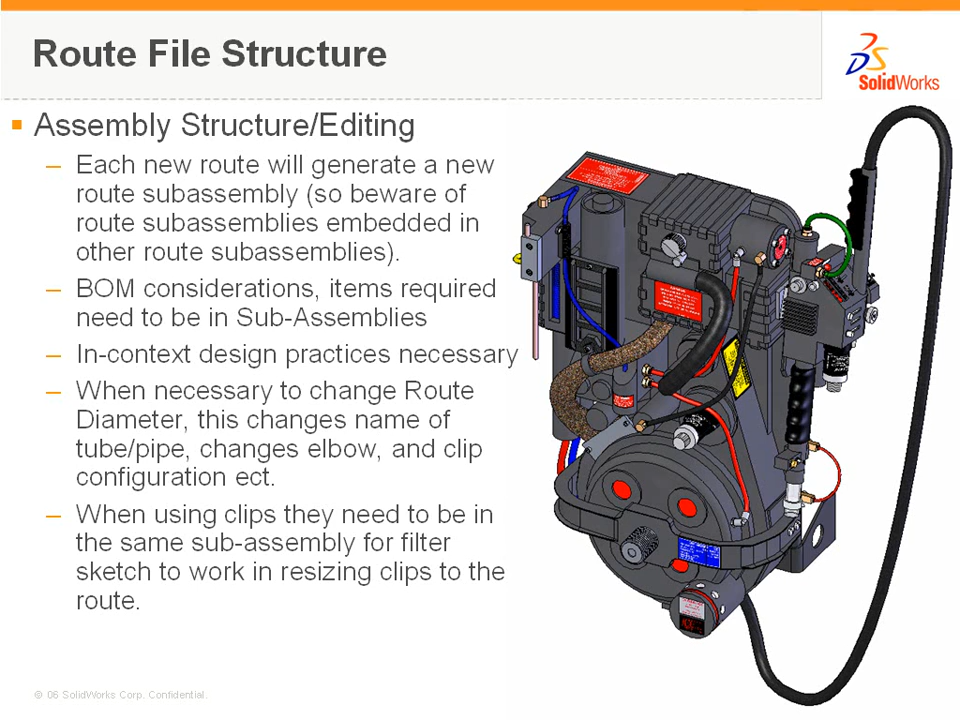 Route File Structure
SolidWorks
Assembly Structure/Editing
– Each new route will generate a new
route subassembly (so beware of
route subassemblies embedded in
other route subassemblies).
– BOM considerations, items required
need to be in Sub-Assemblies
– In-context design practices necessary
– When necessary to change Route
Diameter, this changes name of
tube/pipe, changes elbow, and clip
configuration ect.
– When using clips they need to be in
the same sub-assembly for filter
sketch to work in resizing clips to the
route.
© 06 SolidWorks Corp. Confidential.